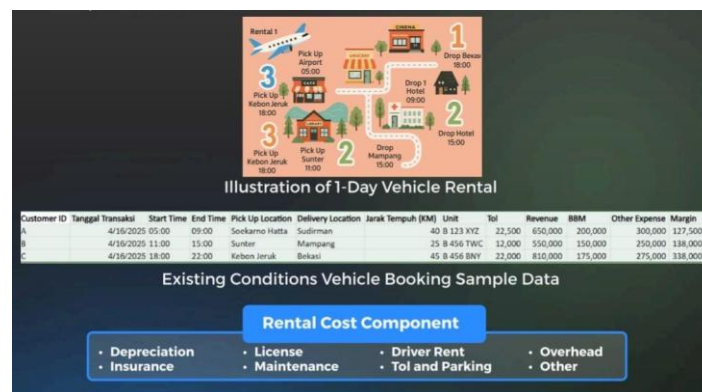 Rental 1
Pick Up
Airport
05:00
CINEMA
1
Drop Bekasi
18:00
3
Pick Up
Kebon Jeruk
18:00
CAFE
Drop 1
Hotel
09:00
2
Drop Hotel
15:00
3
Pick Up
Kebon Jeruk
18:00
LIBRARY
Pick Up
Sunter
11:00
2
Drop
Mampang
15:00
Illustration of 1-Day Vehicle Rental
Customer ID Tanggal Transaksi Start Time End Time Pick Up Location Delivery Location Jarak Tempuh (KM) Unit Tol Revenue BBM Other Expense Margin
A 4/16/2025 05:00 09:00 Soekarno Hatta Sudirman 40 B 123 XYZ 22,500 650,000 200,000 300,000 127,500
B 4/16/2025 11:00 15:00 Sunter Mampang 25 B 456 TWC 12,000 550,000 150,000 250,000 138,000
C 4/16/2025 18:00 22:00 Kebon Jeruk Bekasi 45 B 456 BNY 22,000 810,000 175,000 275,000 338,000
Existing Conditions Vehicle Booking Sample Data
Rental Cost Component
• Depreciation • License • Driver Rent • Overhead
• Insurance • Maintenance • Tol and Parking • Other